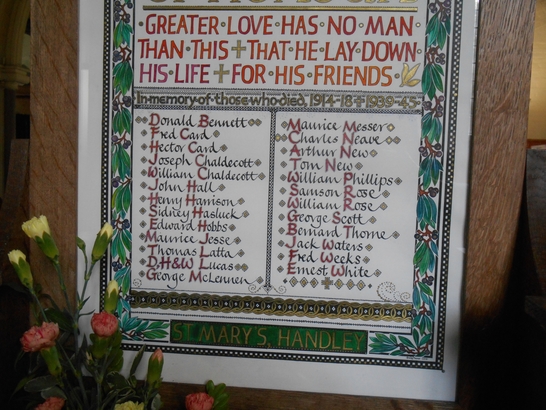 GREATER·LOVE·HAS·NO·MAN
THAN·THIS+THAT·HE·LAY·DOWN
HIS·LIFE+FOR·HIS·FRIENDS·
In·memory·of·those·who·died, 1914-18+1939-45·
Donald Bennett
Fred Card
Hector Card
Joseph Chaldecott
William Chaldecott
John Hall
Henry Harrison
Sidney Hasluck
Edward Hobbs
Maurice Jesse
Thomas Latta
D,H&W Lucas
George McLennen
Maurice Messer
Charles Neave
Arthur New
Tom New
William Phillips
Samson Rose
William Rose
George Scott
Bernard Thorne
Jack Waters
Fred Weeks
Ernest White
ST MARY'S, HANDLEY